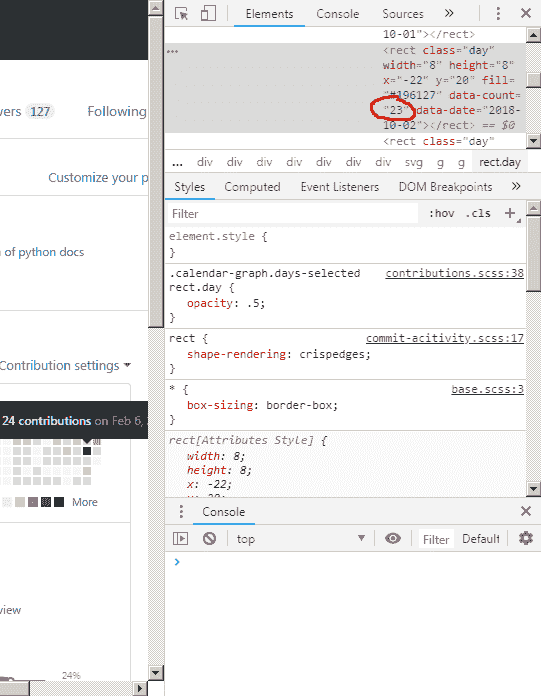 vers 127
Following
Customize your p
of python docs
Contribution settings
24 contributions on Feb 6,
More
view
24%
Elements Console Sources »
10-01"></rect>
<rect class="day"
width="8" height="8"
x="-22" y="20" fill=
"#196127" data-count=
"23" data-date="2018-
10-02"></rect> == $0
<rect class="day"
... div div div div div svg g g rect.day
Styles Computed Event Listeners DOM Breakpoints »
Filter :hov .cls +
element.style {
}
.calendar-graph.days-selected contributions.scss:38
rect.day {
opacity: .5;
}
rect { commit-acitivity.scss:17
shape-rendering: crispedges;
}
* { base.scss:3
box-sizing: border-box;
}
rect[Attributes Style] {
width: 8;
height: 8;
x: -22;
y: 20;
Console
top Filter Default